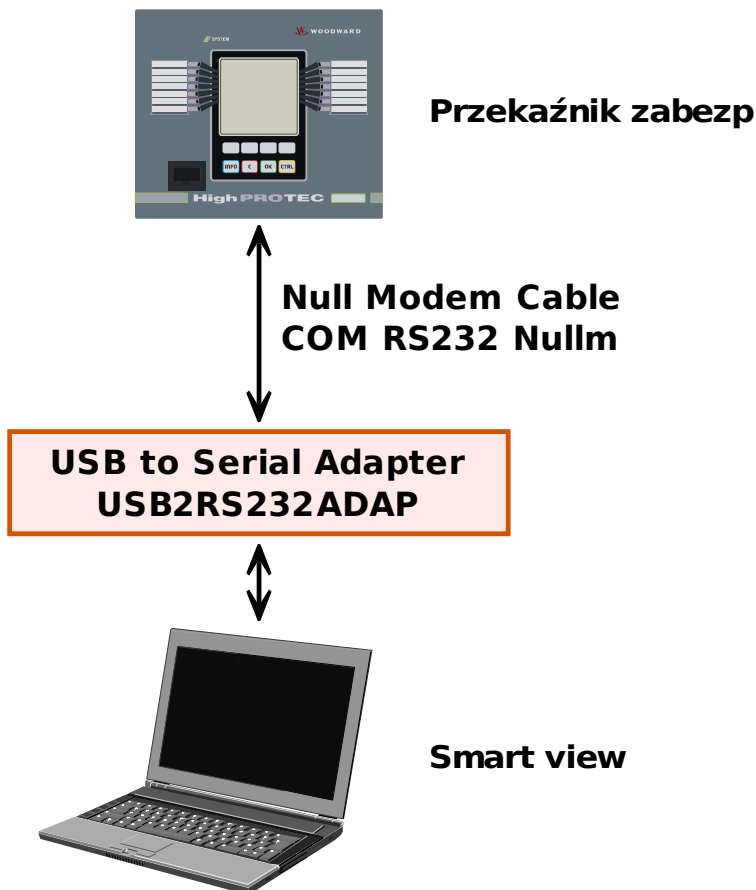 SYSTEM
WOODWARD
Przekaźnik zabezp
INFO C OK CTRL
HighPROTEC
Null Modem Cable
COM RS232 Nullm
USB to Serial Adapter
USB2RS232ADAP
Smart view